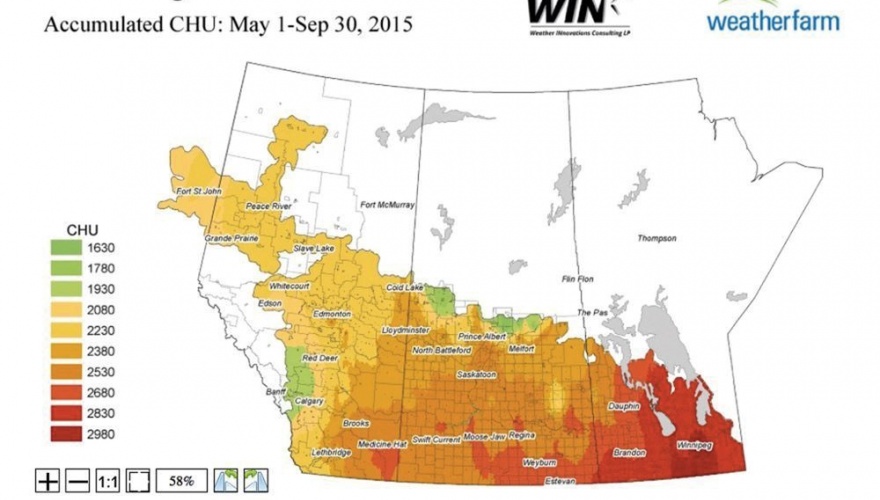 Accumulated CHU: May 1-Sep 30, 2015
WIN
Weather INnovations Consulting LP
weatherfarm
Fort St John
Peace River
Fort McMurray
Grande Prairie
Slave Lake
Thompson
CHU
1630
1780
1930
2080
2230
2380
2530
2680
2830
2980
Whitecourt
Cold Lake
Flin Flon
Edson
Edmonton
The Pas
Lloydminster
Prince Albert
North Battleford
Melfort
Red Deer
Saskatoon
Banff
Calgary
Dauphin
Brooks
Medicine Hat
Swift Current
Moose Jaw
Regina
Lethbridge
Brandon
Winnipeg
Weyburn
Estevan
1:1
58%